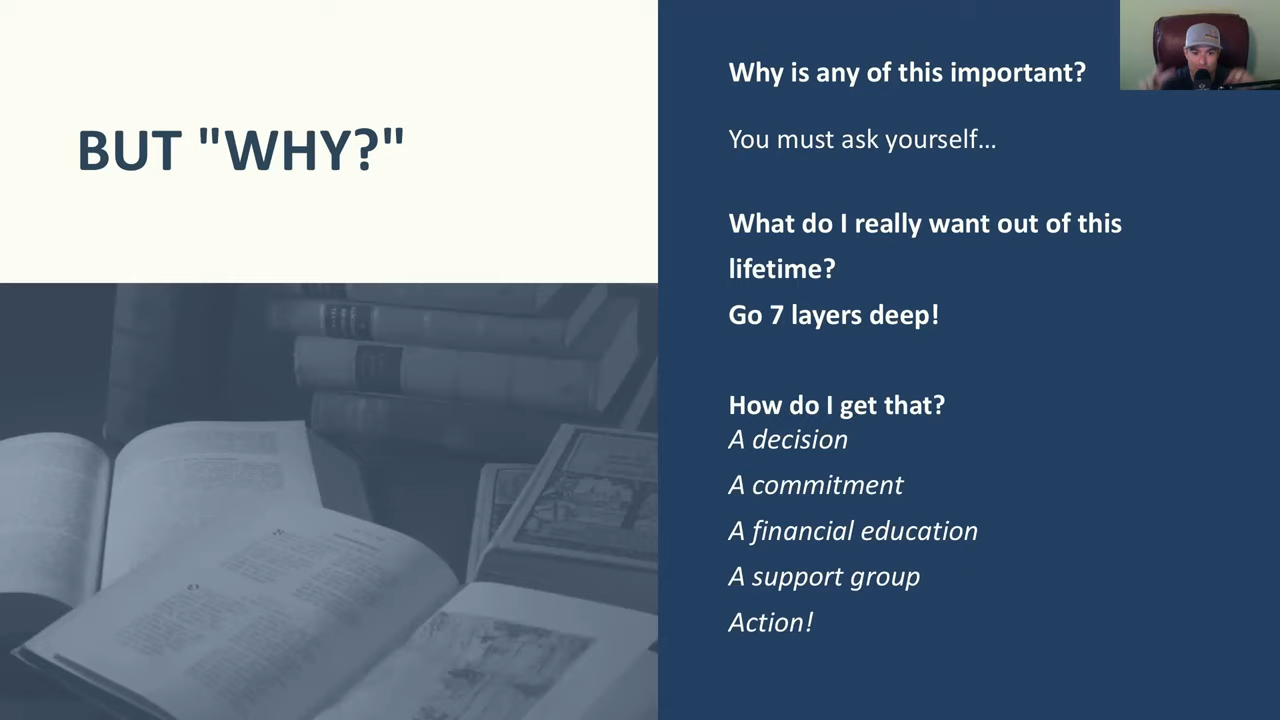 BUT "WHY?"
Why is any of this important?
You must ask yourself...
What do I really want out of this
lifetime?
Go 7 layers deep!
How do I get that?
A decision
A commitment
A financial education
A support group
Action!